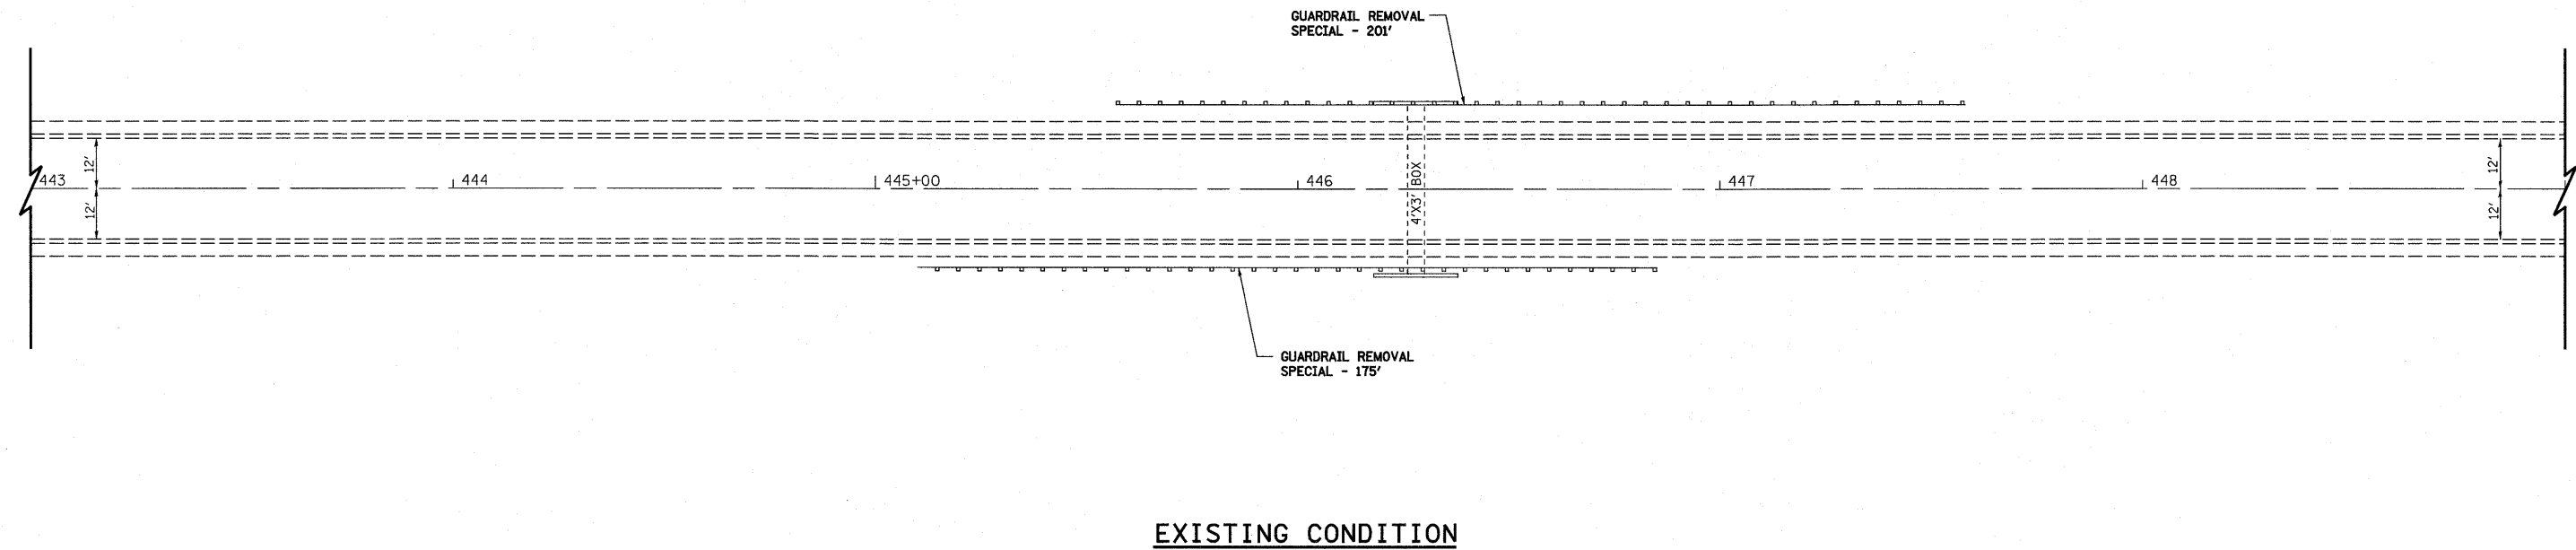 GUARDRAIL REMOVAL
SPECIAL - 201'
12'
12'
443
444
445+00
446
4'X3' BOX
447
448
12'
12'
GUARDRAIL REMOVAL
SPECIAL - 175'
EXISTING CONDITION